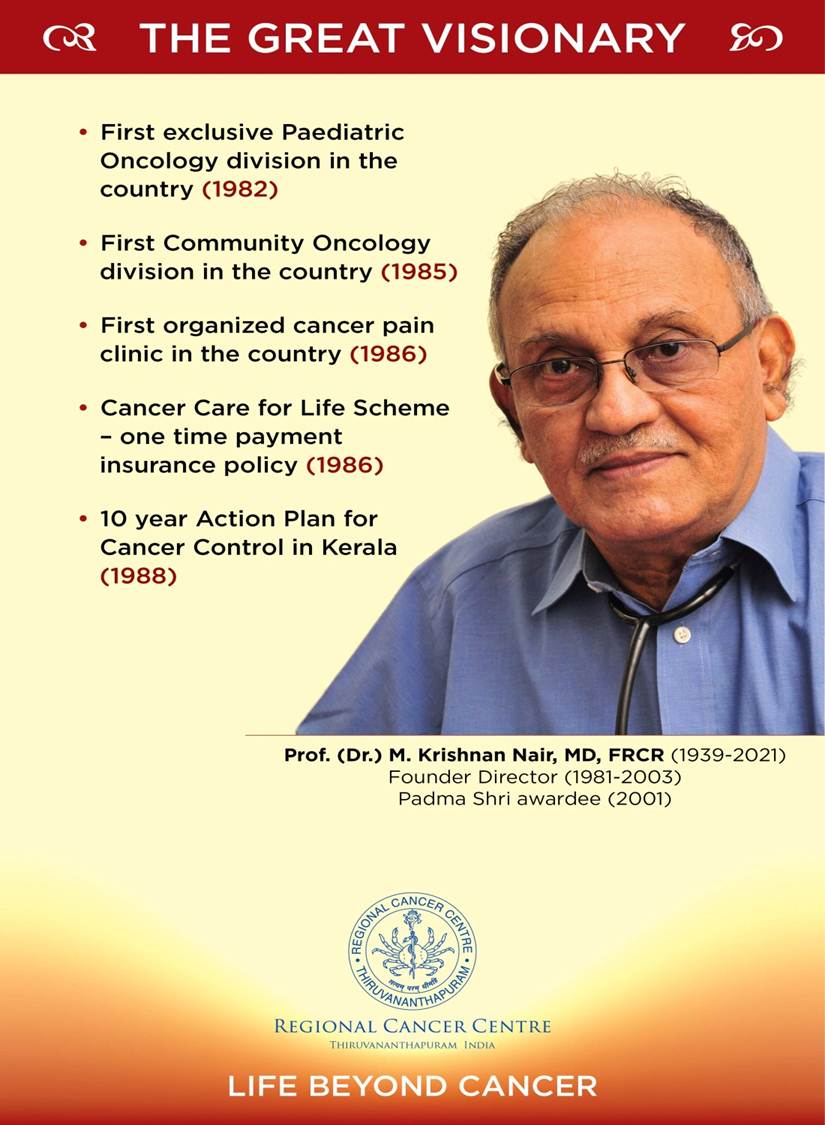 THE GREAT VISIONARY
• First exclusive Paediatric
Oncology division in the
country (1982)
• First Community Oncology
division in the country (1985)
• First organized cancer pain
clinic in the country (1986)
• Cancer Care for Life Scheme
– one time payment
insurance policy (1986)
• 10 year Action Plan for
Cancer Control in Kerala
(1988)
Prof. (Dr.) M. Krishnan Nair, MD, FRCR (1939-2021)
Founder Director (1981-2003)
Padma Shri awardee (2001)
REGIONAL CANCER CENTRE
• THIRUVANANTHAPURAM •
सत्यम् परम् धीमहि
REGIONAL CANCER CENTRE
THIRUVANANTHAPURAM INDIA
LIFE BEYOND CANCER